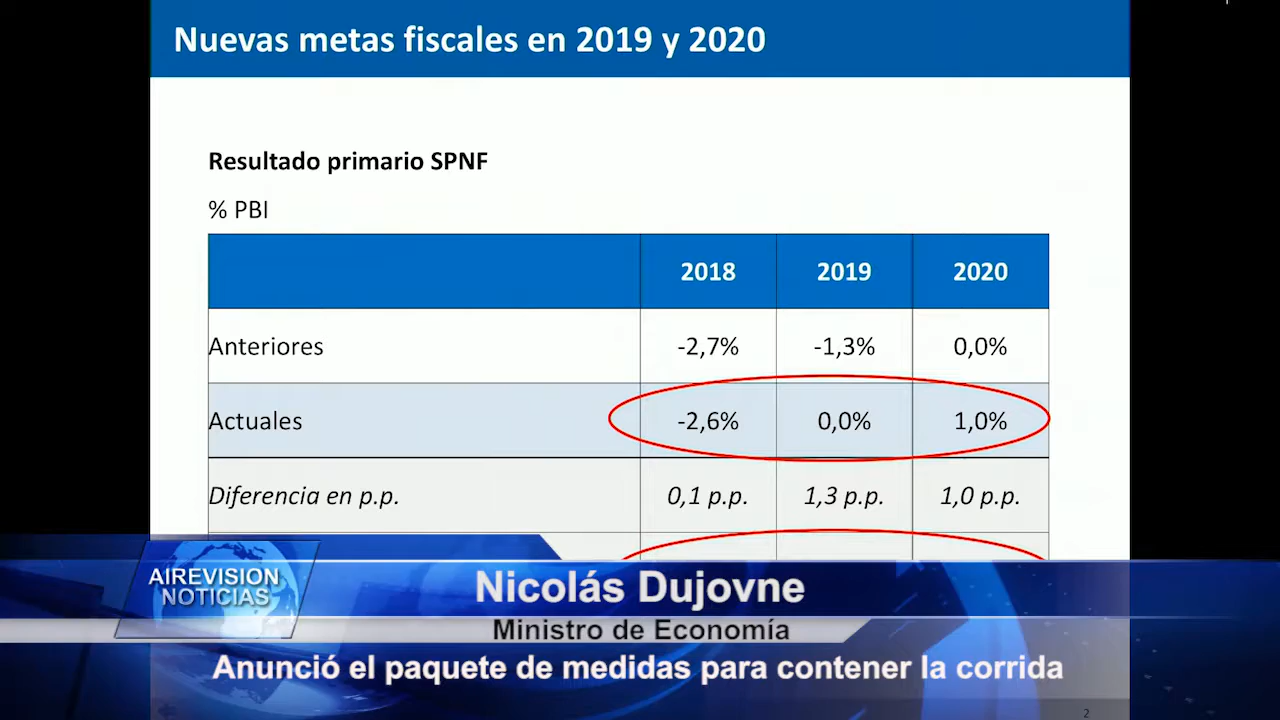 Nuevas metas fiscales en 2019 y 2020
Resultado primario SPNF
% PBI
2018 2019 2020
Anteriores -2,7% -1,3% 0,0%
Actuales -2,6% 0,0% 1,0%
Diferencia en p.p. 0,1 p.p. 1,3 p.p. 1,0 p.p.
AIREVISION
NOTICIAS
Nicolás Dujovne
Ministro de Economía
Anunció el paquete de medidas para contener la corrida
2